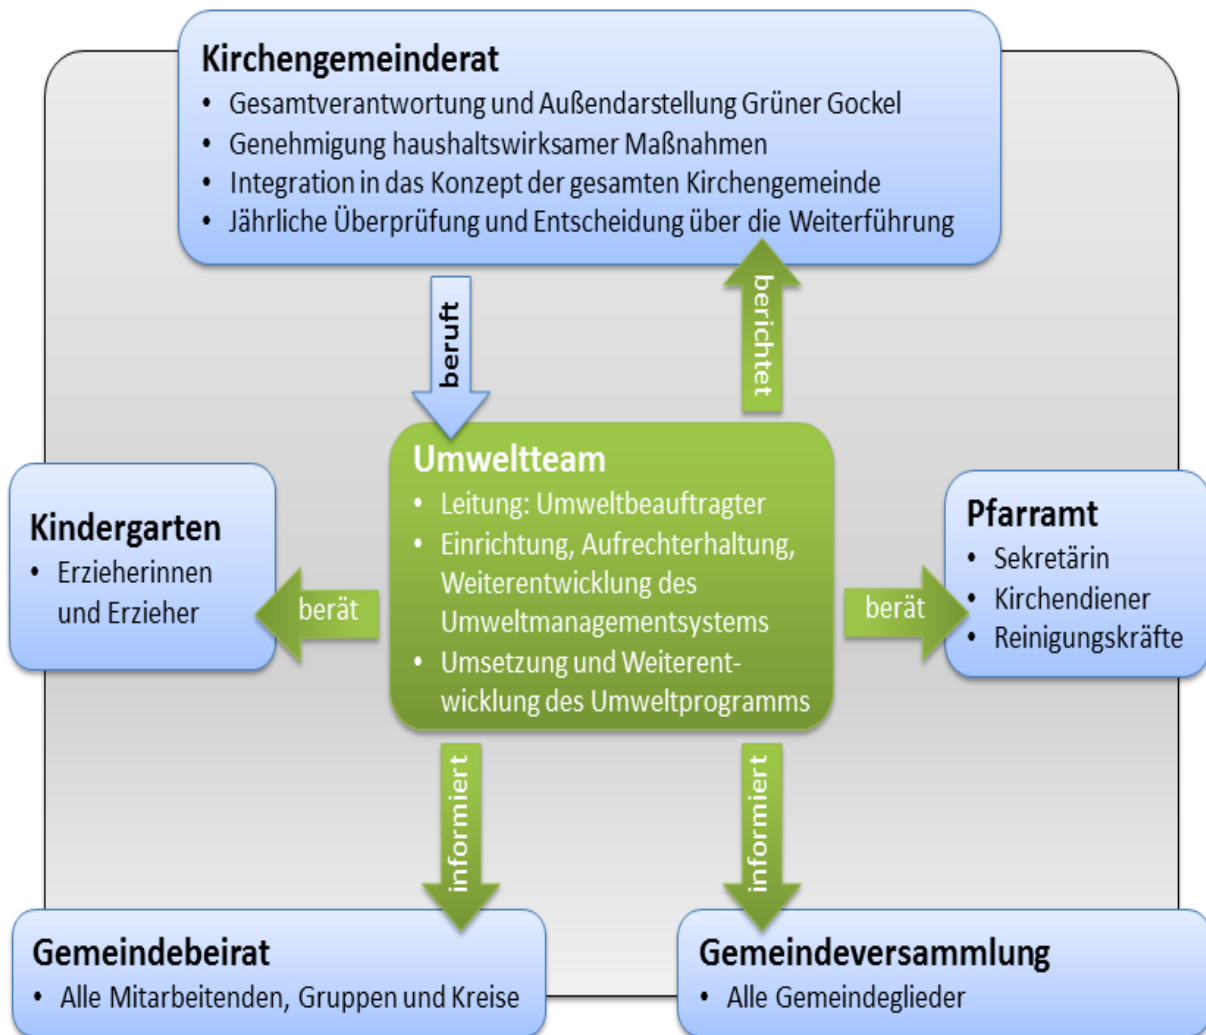 Kirchengemeinderat
• Gesamtverantwortung und Außendarstellung Grüner Gockel
• Genehmigung haushaltswirksamer Maßnahmen
• Integration in das Konzept der gesamten Kirchengemeinde
• Jährliche Überprüfung und Entscheidung über die Weiterführung
beruft
berichtet
Umweltteam
• Leitung: Umweltbeauftragter
• Einrichtung, Aufrechterhaltung,
Weiterentwicklung des
Umweltmanagementsystems
• Umsetzung und Weiterent-
wicklung des Umweltprogramms
Kindergarten
• Erzieherinnen
und Erzieher
berät
berät
Pfarramt
• Sekretärin
• Kirchendiener
• Reinigungskräfte
informiert
informiert
Gemeindebeirat
• Alle Mitarbeitenden, Gruppen und Kreise
Gemeindeversammlung
• Alle Gemeindeglieder